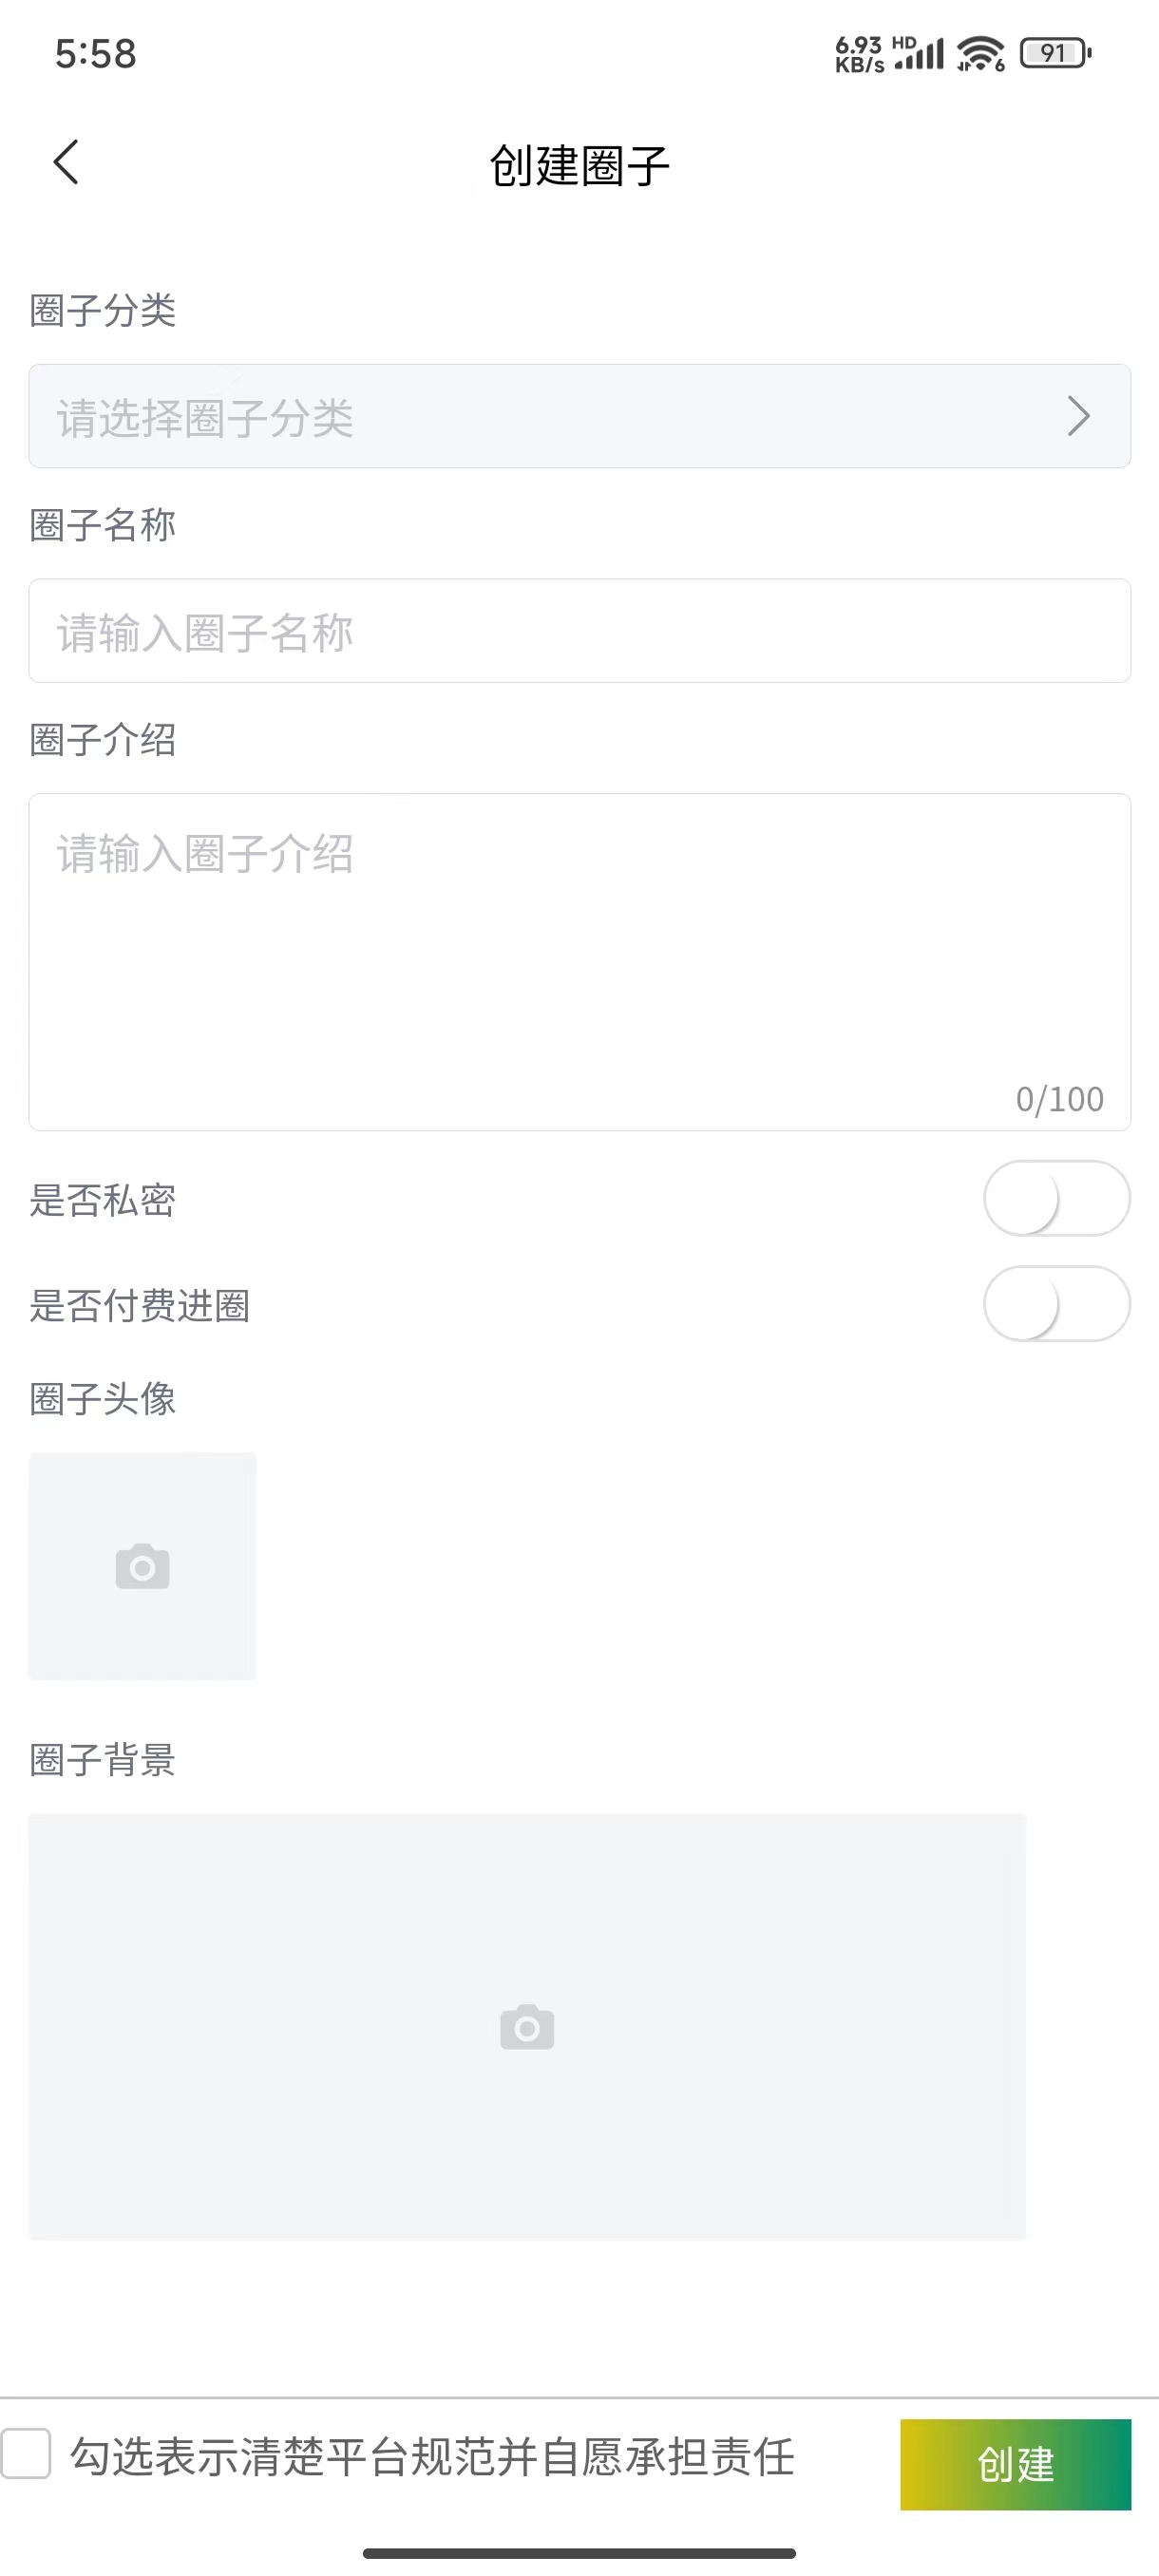 5:58
6.93 KB/s HD 6 91
创建圈子
圈子分类
请选择圈子分类
圈子名称
请输入圈子名称
圈子介绍
请输入圈子介绍
0/100
是否私密
是否付费进圈
圈子头像
圈子背景
勾选表示清楚平台规范并自愿承担责任
创建